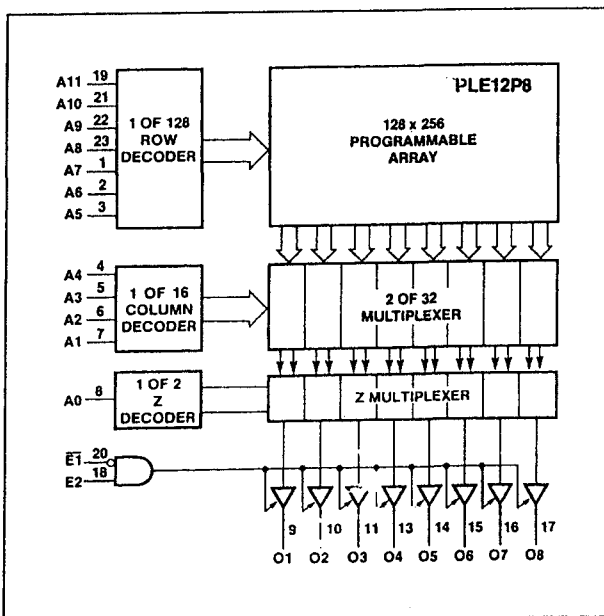 PLE12P8
A11 19
A10 21
A9 22
A8 23
A7 1
A6 2
A5 3
1 OF 128
ROW
DECODER
128 x 256
PROGRAMMABLE
ARRAY
A4 4
A3 5
A2 6
A1 7
1 OF 16
COLUMN
DECODER
2 OF 32
MULTIPLEXER
A0 8
1 OF 2
Z
DECODER
Z MULTIPLEXER
E1 20
E2 18
9 10 11 13 14 15 16 17
O1 O2 O3 O4 O5 O6 O7 O8